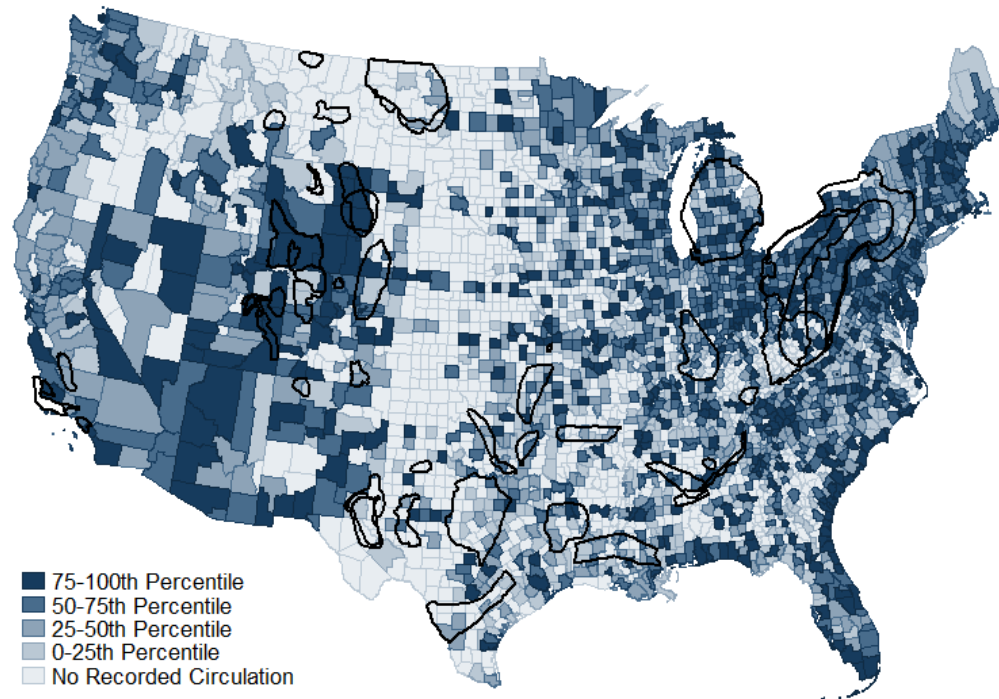 75-100th Percentile
50-75th Percentile
25-50th Percentile
0-25th Percentile
No Recorded Circulation